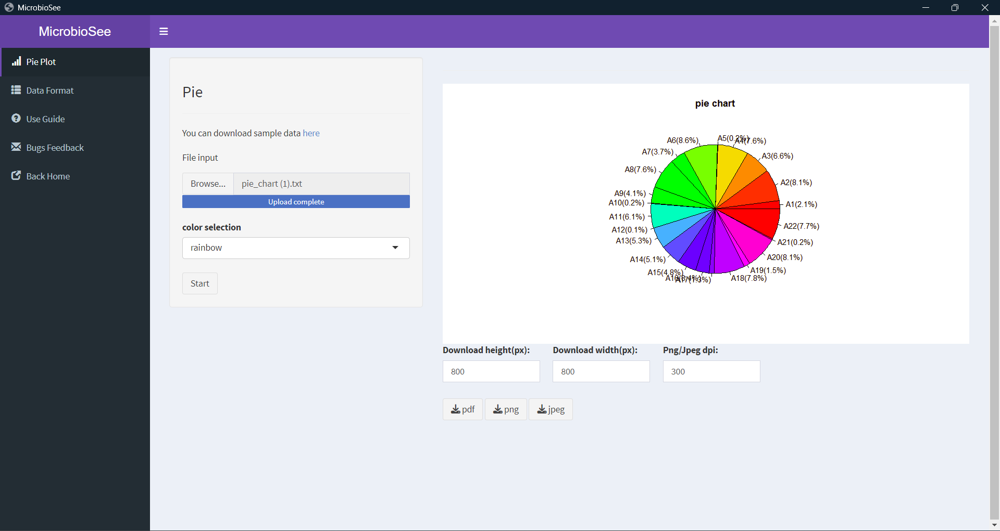 MicrobioSee
MicrobioSee
Pie Plot
Data Format
Use Guide
Bugs Feedback
Back Home
Pie
You can download sample data here
File input
Browse... pie_chart (1).txt
Upload complete
color selection
rainbow
Start
pie chart
A6(8.6%)
A5(0.2%)
A4(7.6%)
A7(3.7%)
A3(6.6%)
A8(7.6%)
A2(8.1%)
A9(4.1%)
A10(0.2%)
A1(2.1%)
A11(6.1%)
A12(0.1%)
A22(7.7%)
A13(5.3%)
A21(0.2%)
A14(5.1%)
A20(8.1%)
A15(4.8%)
A19(1.5%)
A16(3.4%)
A17(1.3%)
A18(7.8%)
Download height(px): Download width(px): Png/Jpeg dpi:
800 800 300
pdf png jpeg